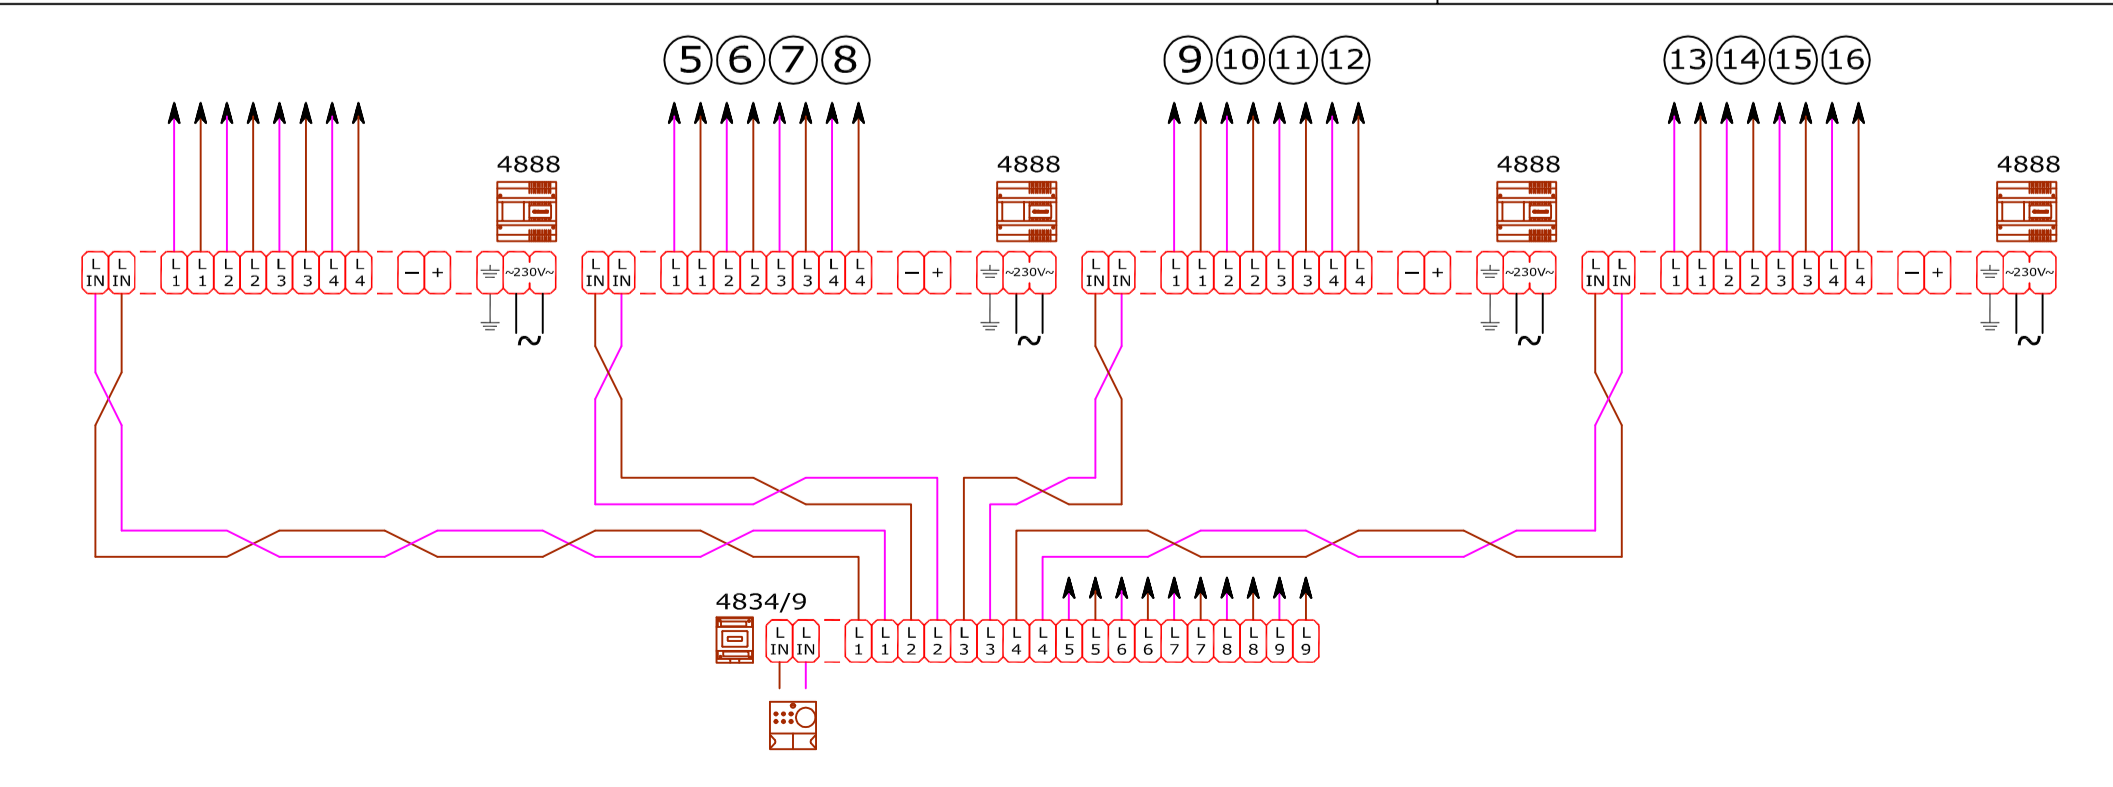 5 6 7 8 9 10 11 12 13 14 15 16
4888 4888 4888 4888
L IN L IN L 1 L 1 L 2 L 2 L 3 L 3 L 4 L 4 − + ~230V~
L IN L IN L 1 L 1 L 2 L 2 L 3 L 3 L 4 L 4 − + ~230V~
L IN L IN L 1 L 1 L 2 L 2 L 3 L 3 L 4 L 4 − + ~230V~
L IN L IN L 1 L 1 L 2 L 2 L 3 L 3 L 4 L 4 − + ~230V~
~ ~ ~ ~
4834/9
L IN L IN L 1 L 1 L 2 L 2 L 3 L 3 L 4 L 4 L 5 L 5 L 6 L 6 L 7 L 7 L 8 L 8 L 9 L 9